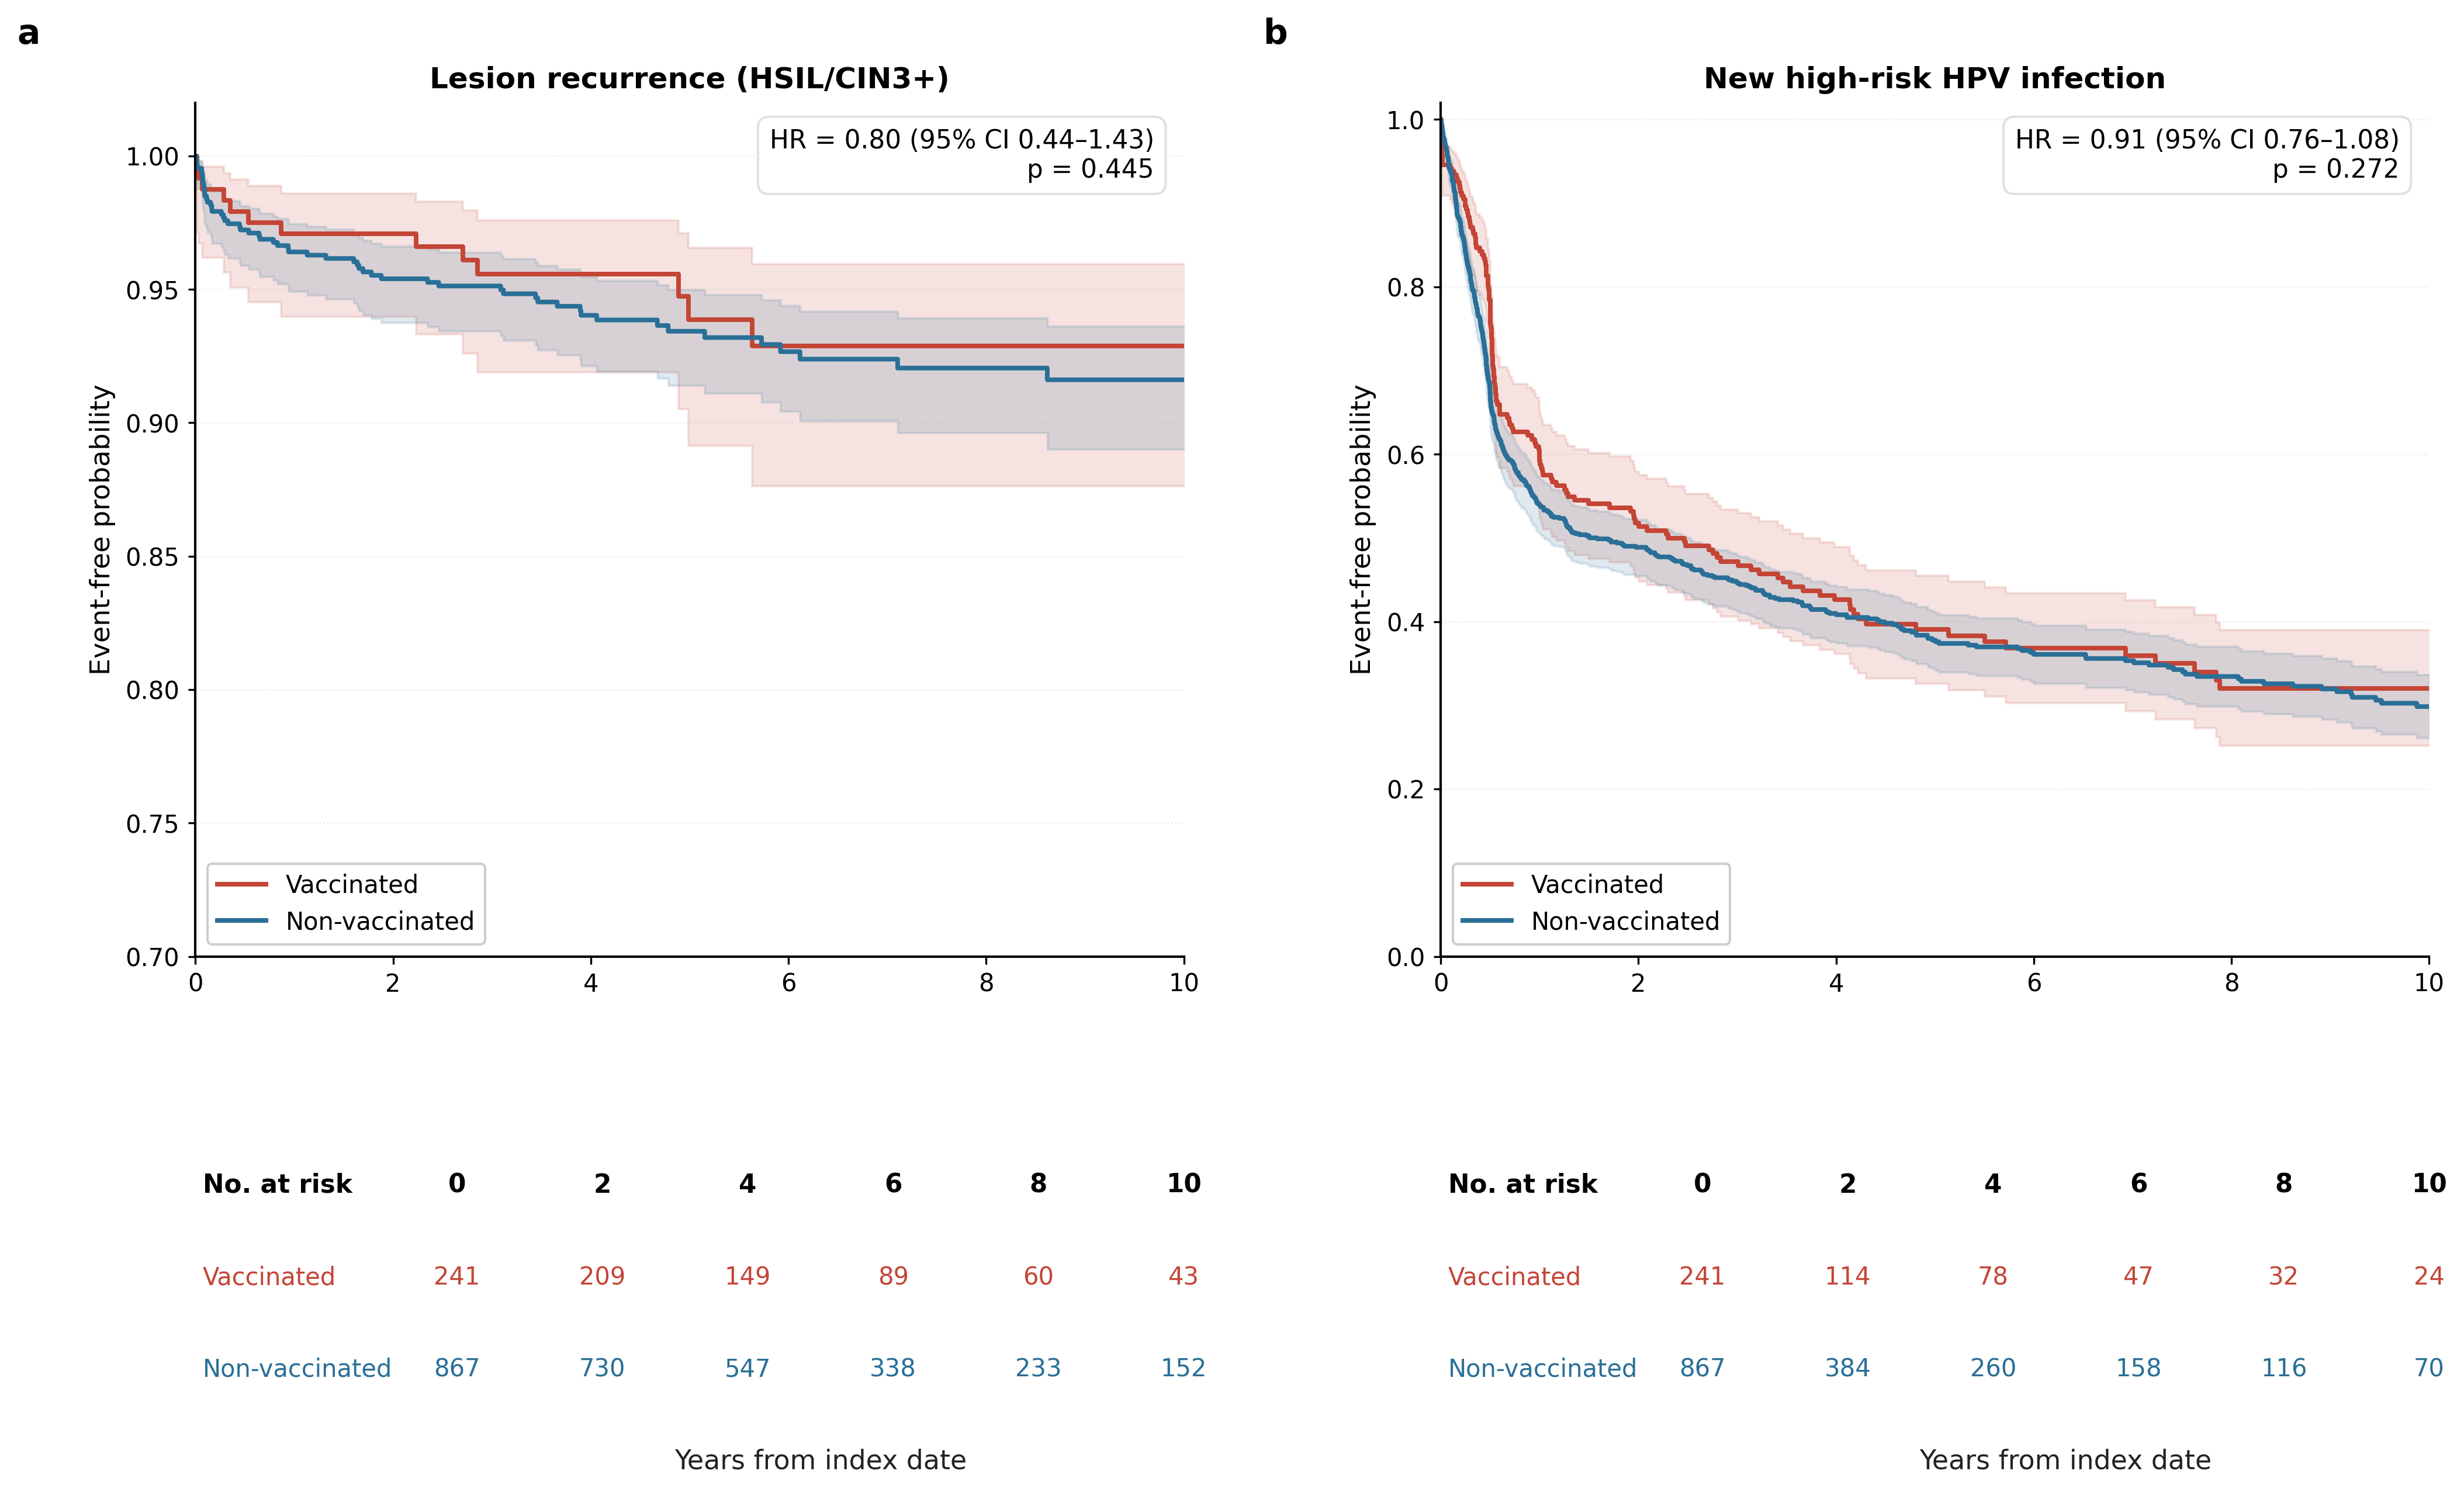 a
Lesion recurrence (HSIL/CIN3+)
HR = 0.80 (95% CI 0.44–1.43)
p = 0.445
Event-free probability
1.00
0.95
0.90
0.85
0.80
0.75
0.70
Vaccinated
Non-vaccinated
0 2 4 6 8 10
No. at risk 0 2 4 6 8 10
Vaccinated 241 209 149 89 60 43
Non-vaccinated 867 730 547 338 233 152
Years from index date
b
New high-risk HPV infection
HR = 0.91 (95% CI 0.76–1.08)
p = 0.272
Event-free probability
1.0
0.8
0.6
0.4
0.2
0.0
Vaccinated
Non-vaccinated
0 2 4 6 8 10
No. at risk 0 2 4 6 8 10
Vaccinated 241 114 78 47 32 24
Non-vaccinated 867 384 260 158 116 70
Years from index date